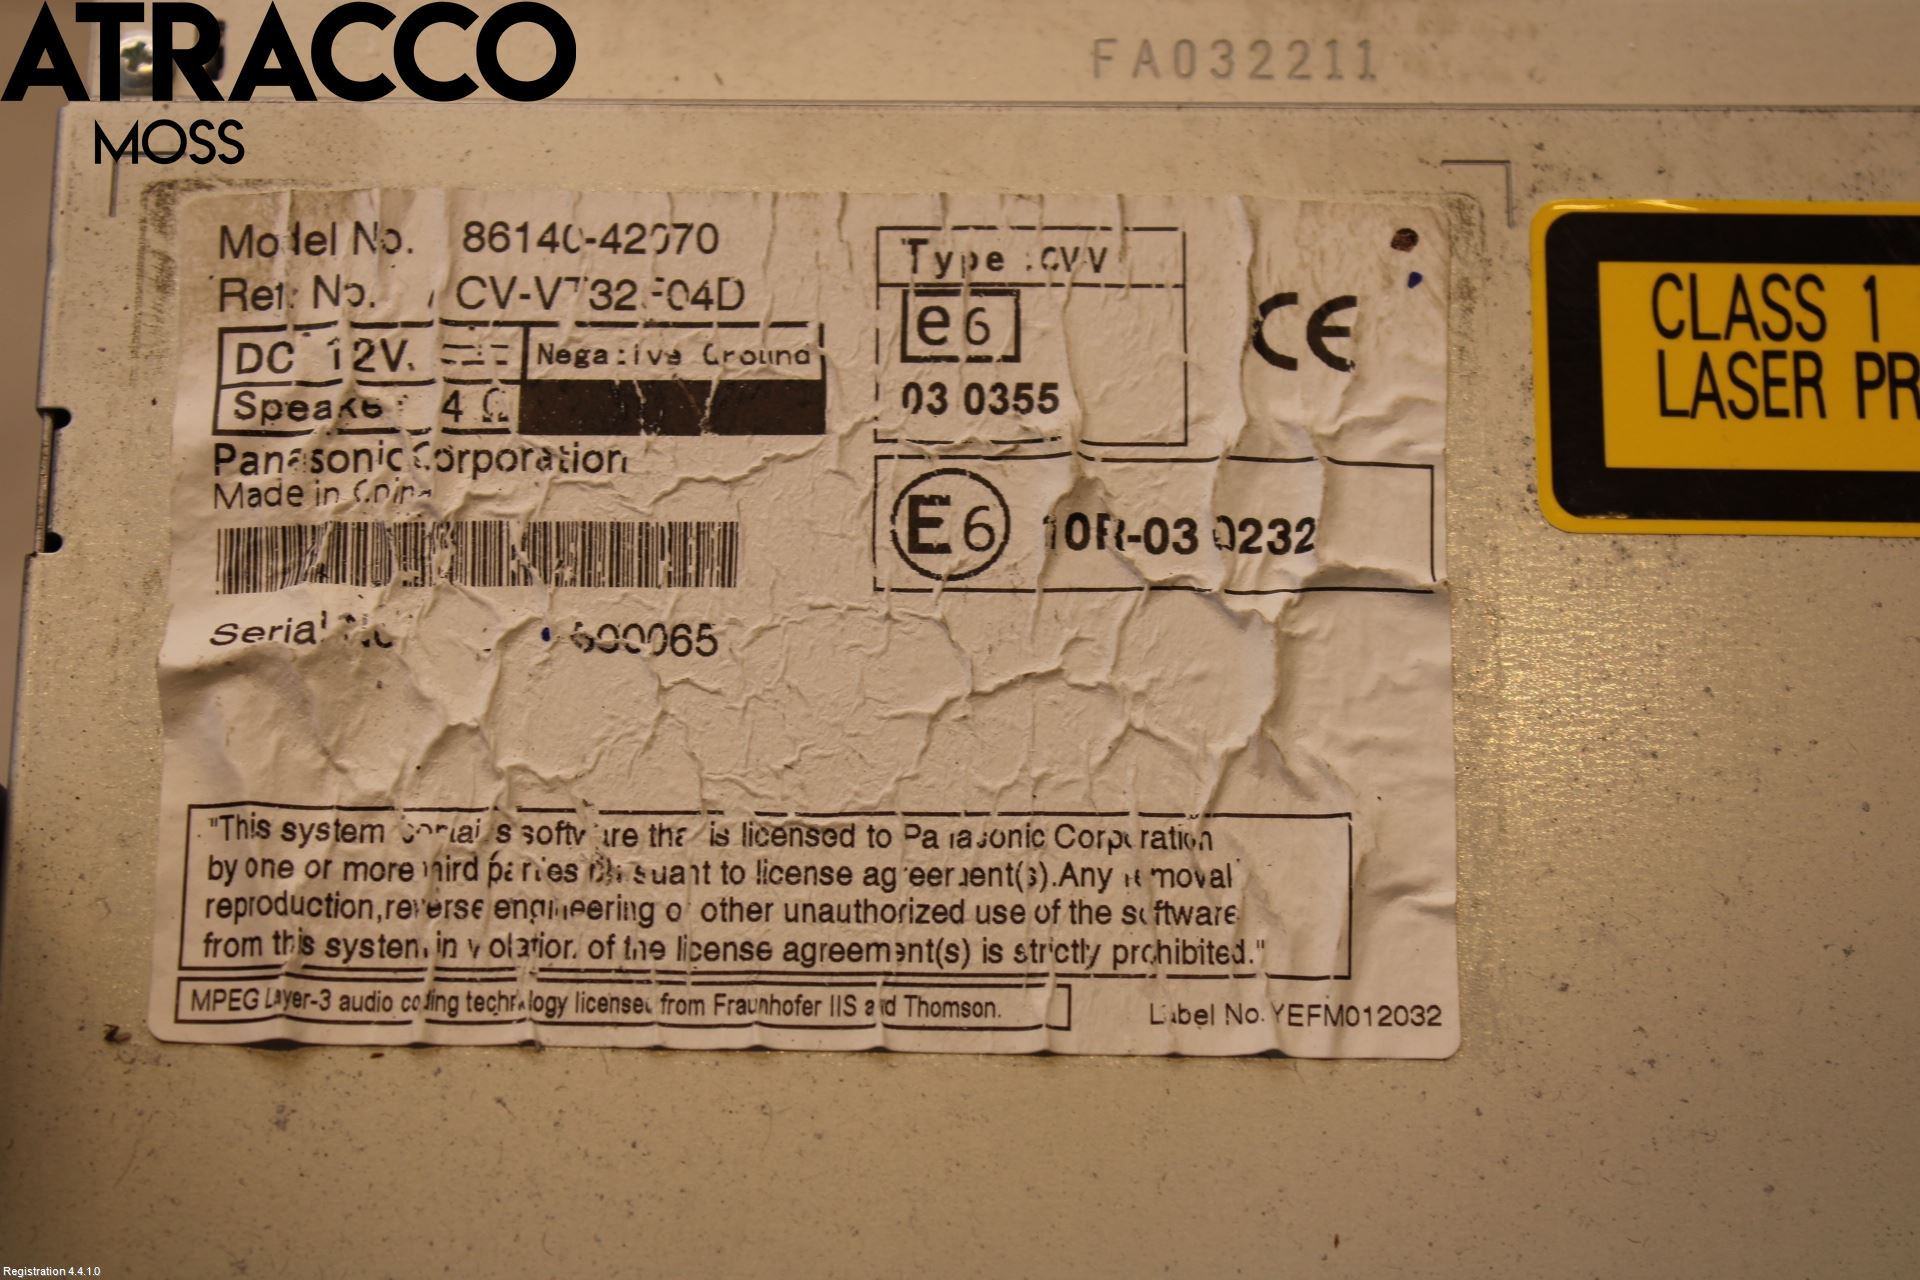 ATRACCO
MOSS
FA032211
Model No. 86140-42070
Ref. No. CV-VT32F04D
DC 12V. Negative Ground
Speaker 4 Ω
Panasonic Corporation
Made in China
Serial No. 600065
Type : CV-V
e6
03 0355
CE
E6 10R-03 0232
CLASS 1
LASER PR
"This system contains software that is licensed to Panasonic Corporation
by one or more third parties pursuant to license agreement(s).Any removal
reproduction,reverse engineering or other unauthorized use of the software
from this system in violation of the license agreement(s) is strictly prohibited."
MPEG Layer-3 audio coding technology licensed from Fraunhofer IIS and Thomson.
Label No. YEFM012032
Registration 4.4.1.0